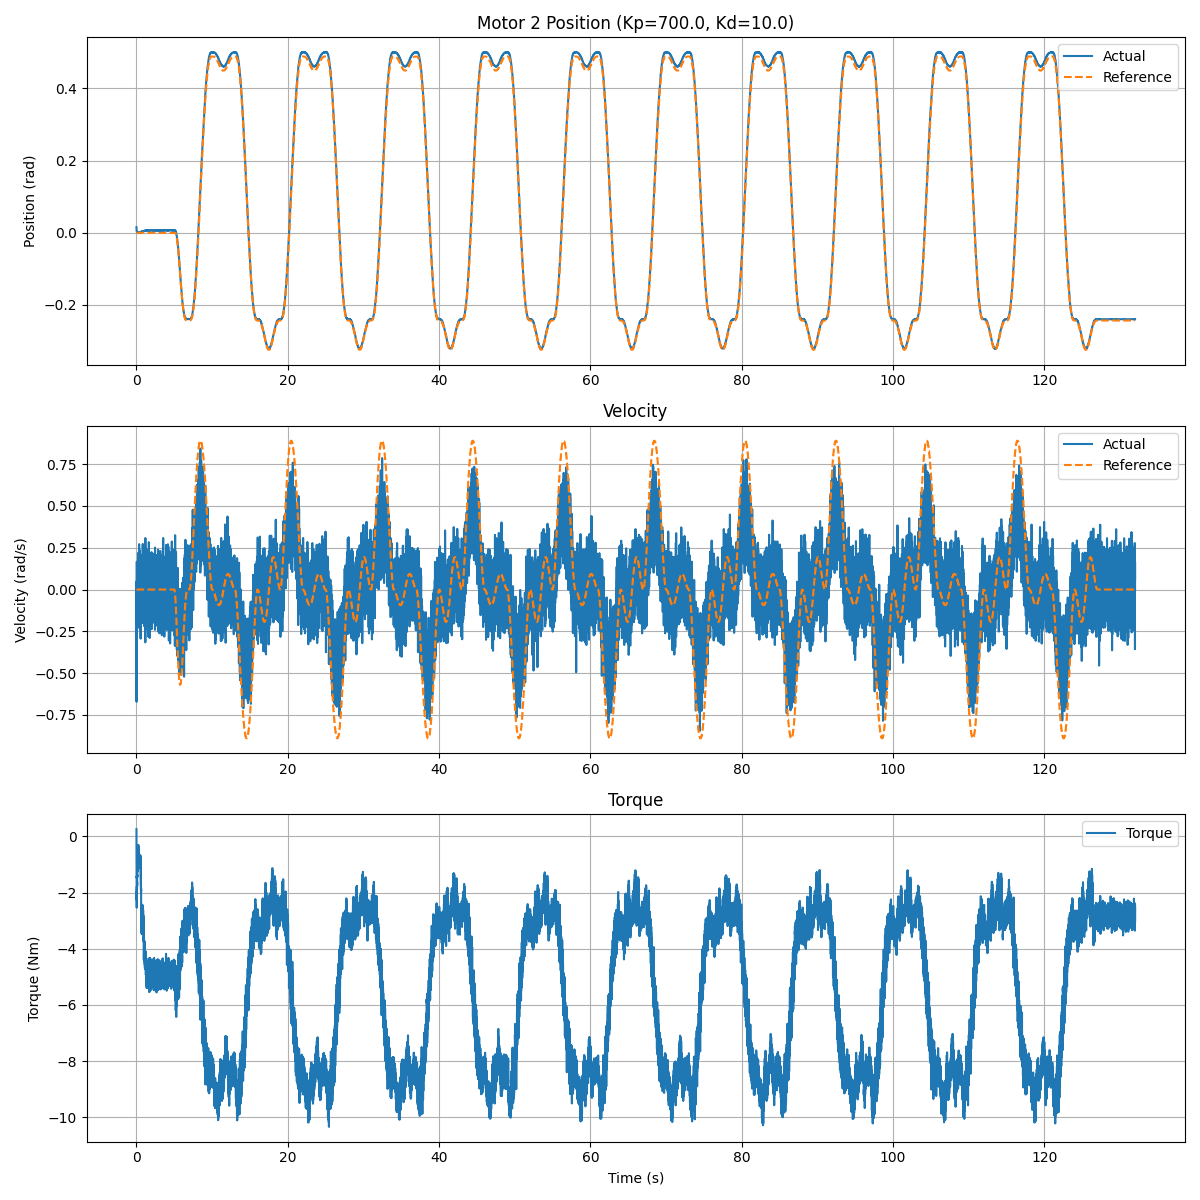 Motor 2 Position (Kp=700.0, Kd=10.0)
Actual
Reference
Position (rad)
0.4
0.2
0.0
−0.2
0 20 40 60 80 100 120
Velocity
Actual
Reference
Velocity (rad/s)
0.75
0.50
0.25
0.00
−0.25
−0.50
−0.75
0 20 40 60 80 100 120
Torque
Torque
Torque (Nm)
0
−2
−4
−6
−8
−10
0 20 40 60 80 100 120
Time (s)